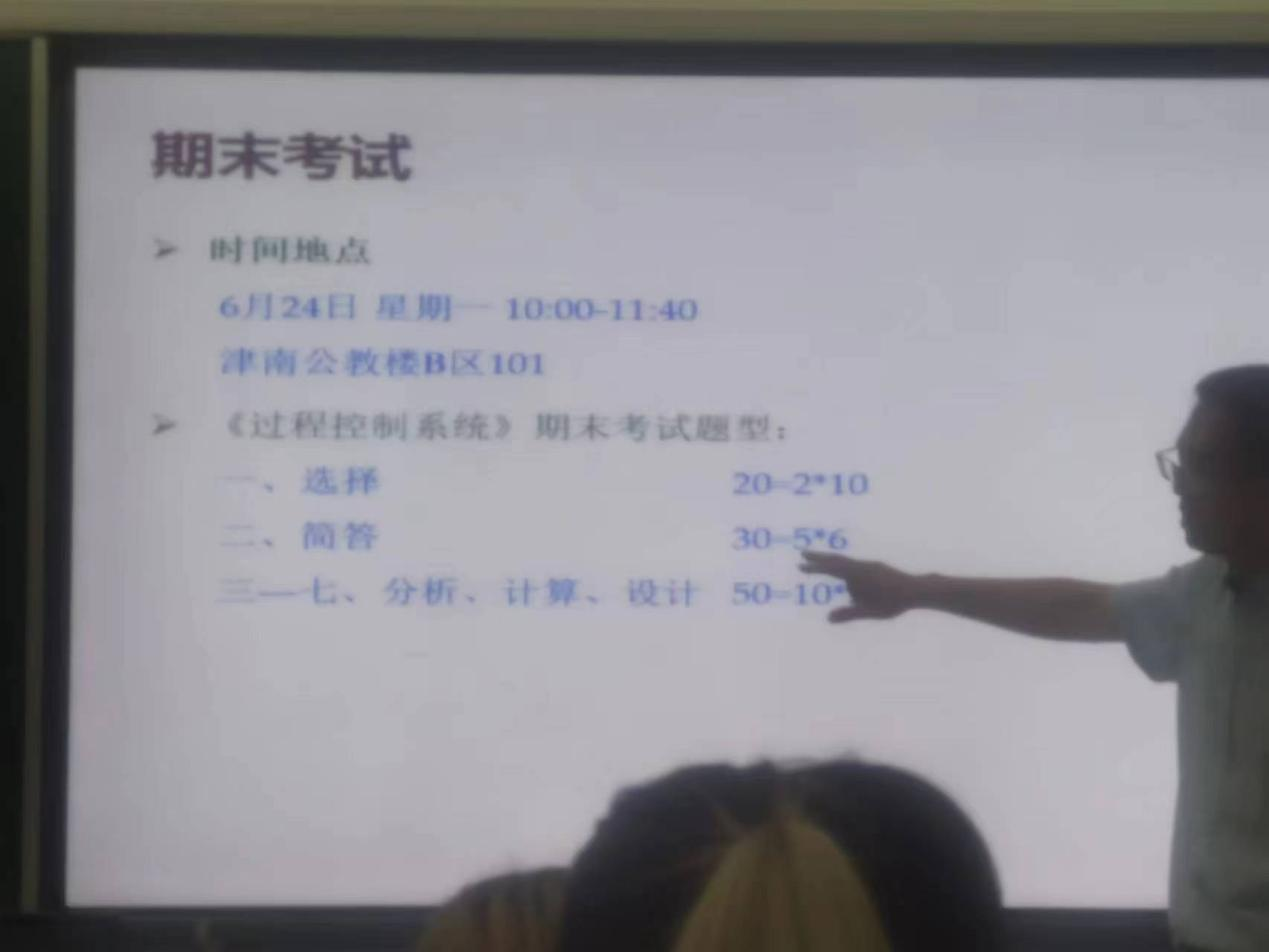 期末考试
➢ 时间地点
6月24日 星期一 10:00-11:40
津南公教楼B区101
➢ 《过程控制系统》期末考试题型：
一、选择 20=2*10
二、简答 30=5*6
三—七、分析、计算、设计 50=10*